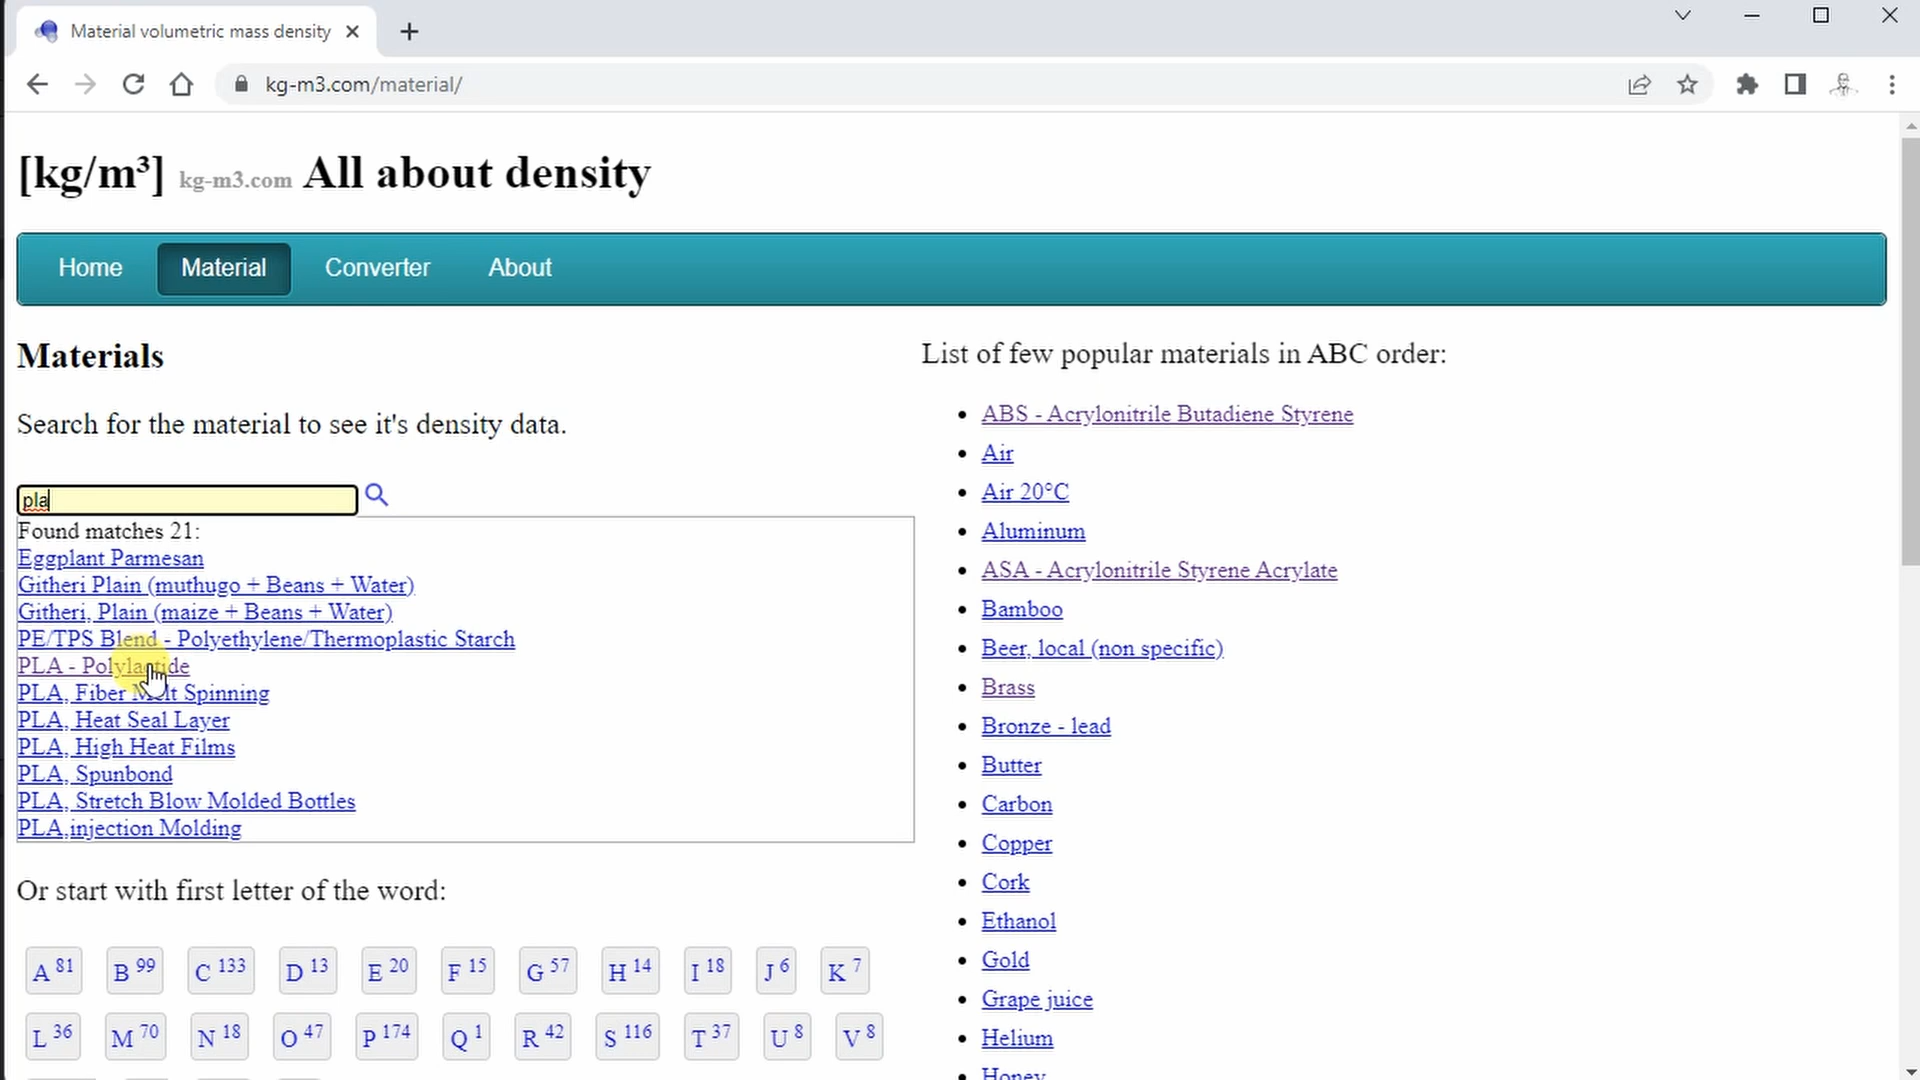 Material volumetric mass density
kg-m3.com/material/
[kg/m³] kg-m3.com All about density
Home Material Converter About
Materials
Search for the material to see it's density data.
pla
Found matches 21:
Eggplant Parmesan
Githeri Plain (muthugo + Beans + Water)
Githeri, Plain (maize + Beans + Water)
PE/TPS Blend - Polyethylene/Thermoplastic Starch
PLA - Polylactide
PLA, Fiber Melt Spinning
PLA, Heat Seal Layer
PLA, High Heat Films
PLA, Spunbond
PLA, Stretch Blow Molded Bottles
PLA,injection Molding
Or start with first letter of the word:
A 81 B 99 C 133 D 13 E 20 F 15 G 57 H 14 I 18 J 6 K 7
L 36 M 70 N 18 O 47 P 174 Q 1 R 42 S 116 T 37 U 8 V 8
List of few popular materials in ABC order:
ABS - Acrylonitrile Butadiene Styrene
Air
Air 20°C
Aluminum
ASA - Acrylonitrile Styrene Acrylate
Bamboo
Beer, local (non specific)
Brass
Bronze - lead
Butter
Carbon
Copper
Cork
Ethanol
Gold
Grape juice
Helium
Honey